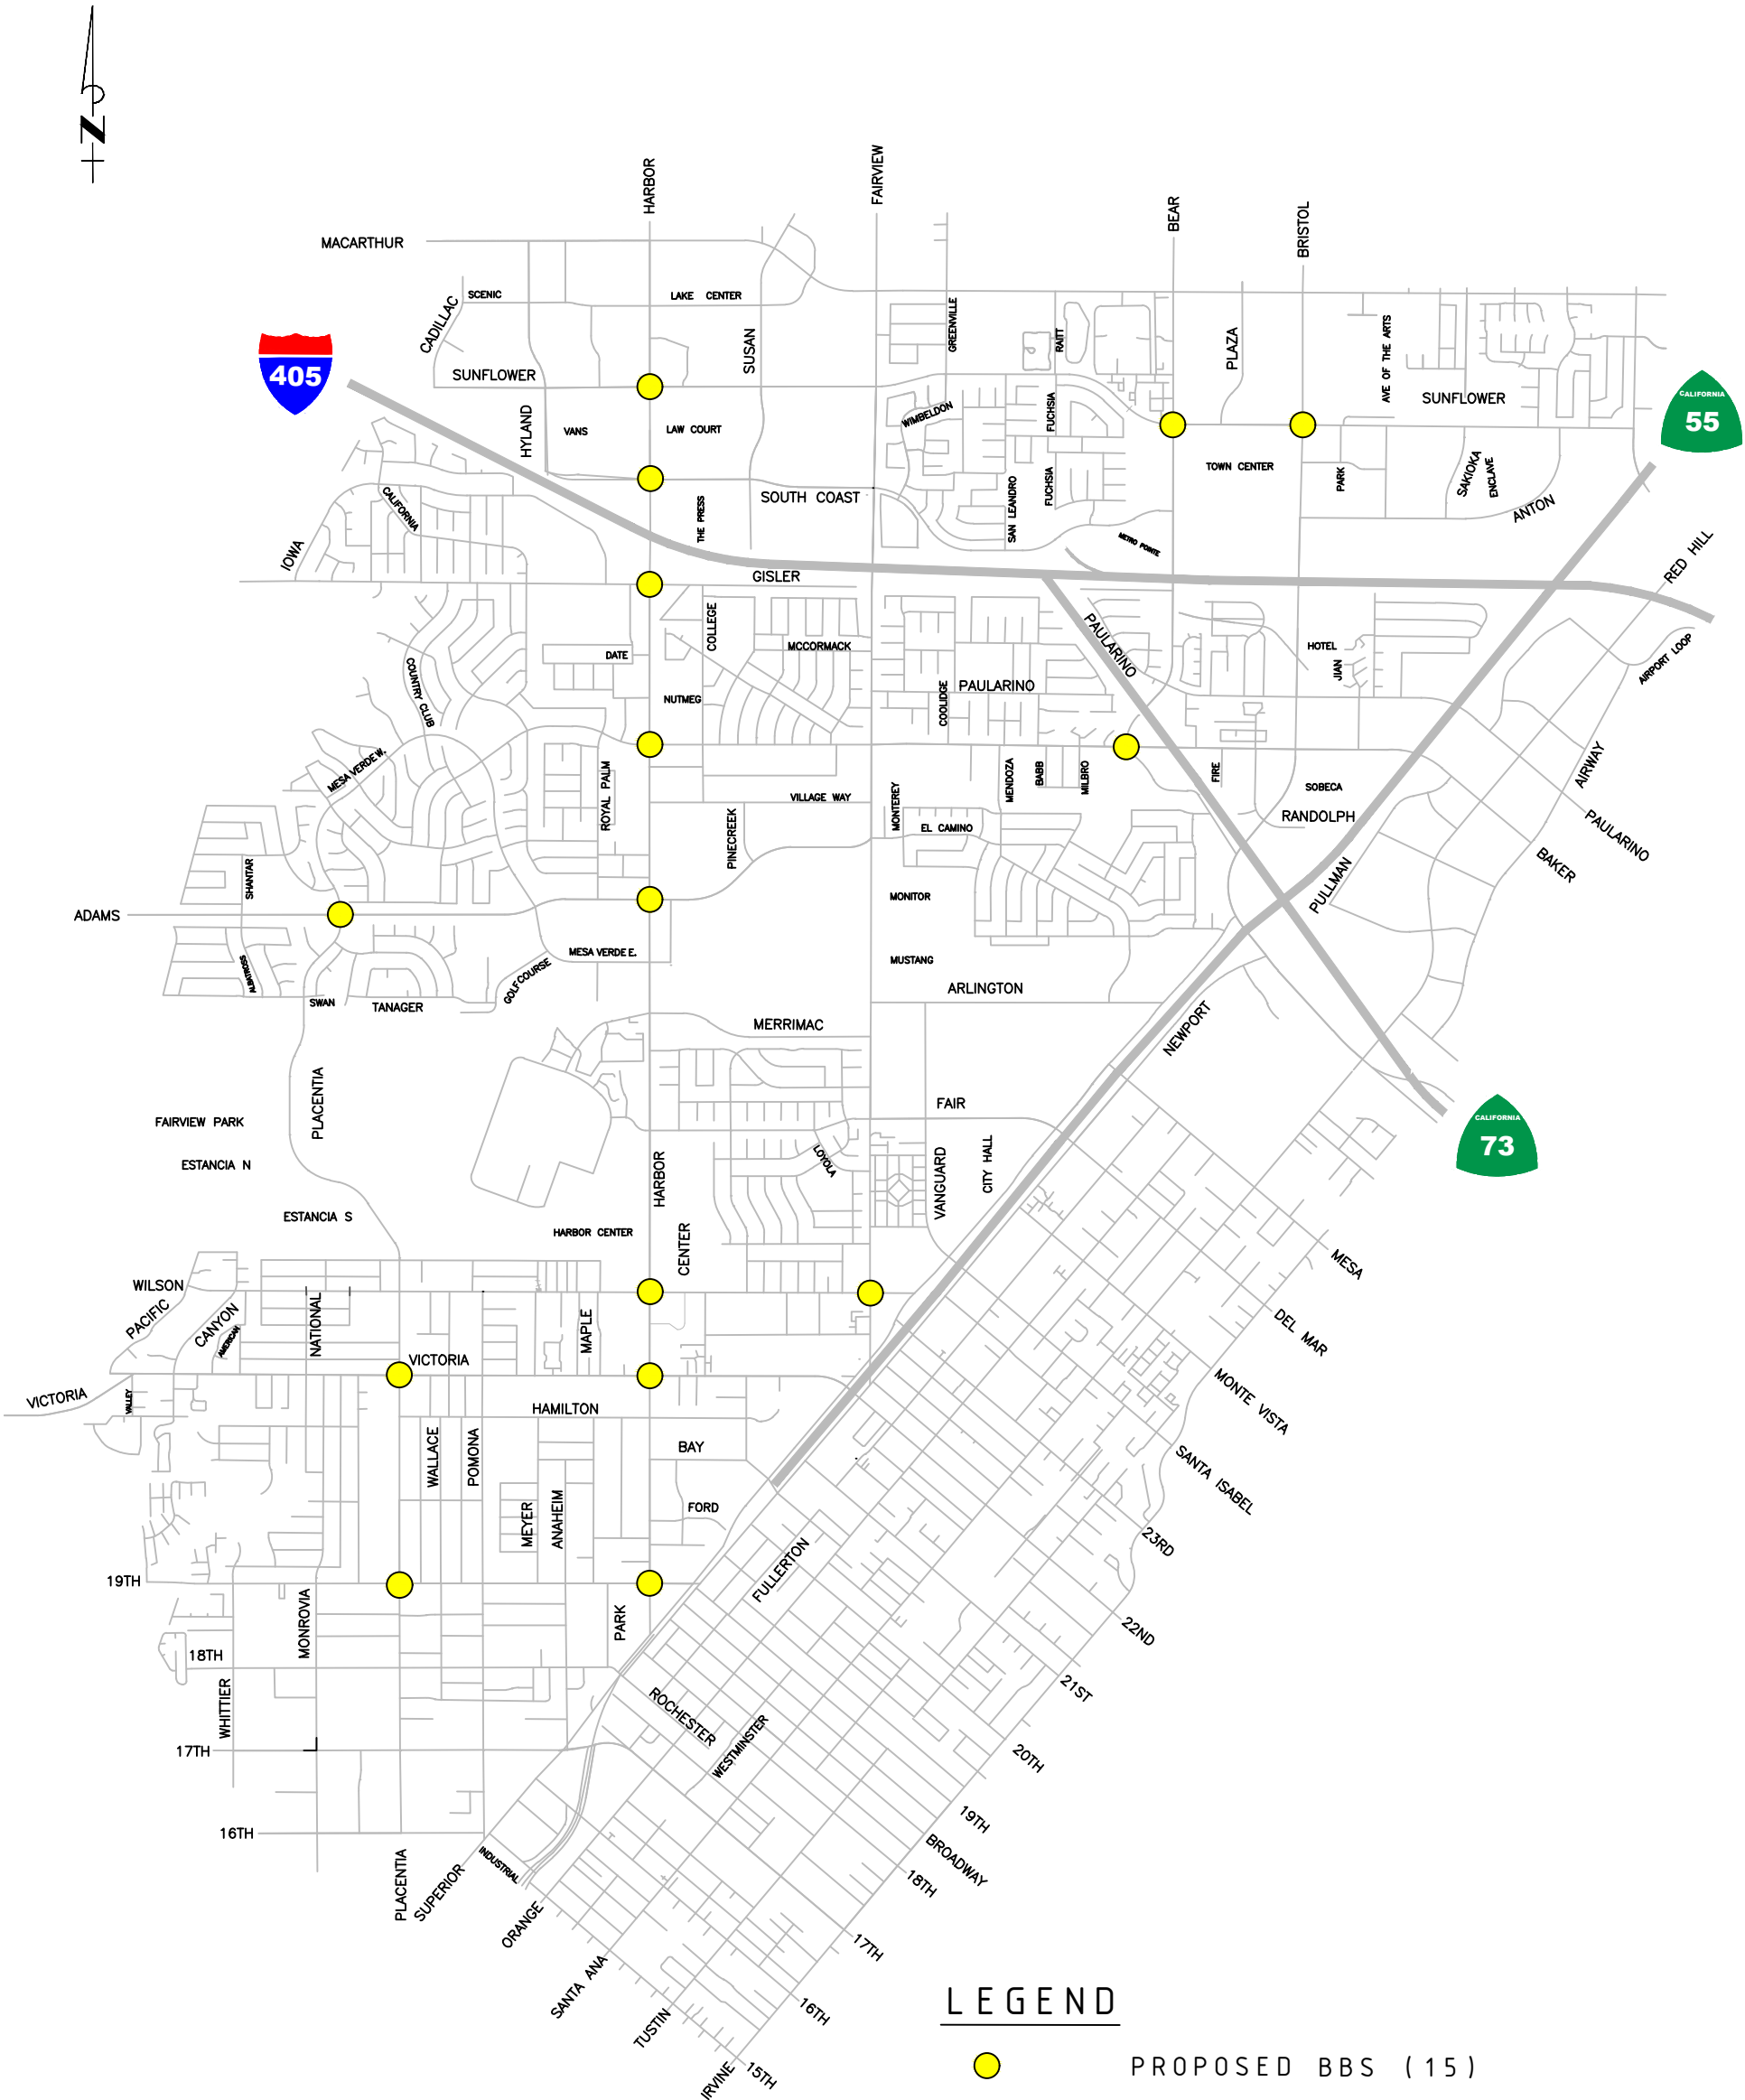 N
HARBOR
FAIRVIEW
BEAR
BRISTOL
MACARTHUR
SCENIC
LAKE CENTER
CADILLAC
SUSAN
GREENVILLE
RAITT
PLAZA
AVE OF THE ARTS
405
SUNFLOWER
SUNFLOWER
CALIFORNIA
55
HYLAND
VANS
LAW COURT
WIMBELDON
FUCHSIA
TOWN CENTER
PARK
SAKIOKA
ENCLAVE
ANTON
CALIFORNIA
THE PRESS
SOUTH COAST
SAN LEANDRO
FUCHSIA
METRO POINTE
IOWA
GISLER
RED HILL
COLLEGE
MCCORMACK
PAULARINO
HOTEL
JIAN
AIRPORT LOOP
DATE
COUNTRY CLUB
NUTMEG
COOLIDGE
PAULARINO
MESA VERDE W.
ROYAL PALM
MENDOZA
BABB
MILBRO
FIRE
SOBECA
AIRWAY
VILLAGE WAY
MONTEREY
EL CAMINO
RANDOLPH
PAULARINO
BAKER
PINECREEK
SHANTAR
MONITOR
PULLMAN
ADAMS
MESA VERDE E.
MUSTANG
ALBATROSS
GOLF COURSE
SWAN
TANAGER
ARLINGTON
MERRIMAC
NEWPORT
PLACENTIA
FAIR
FAIRVIEW PARK
CALIFORNIA
73
ESTANCIA N
LOYOLA
HARBOR
VANGUARD
CITY HALL
ESTANCIA S
HARBOR CENTER
CENTER
MESA
WILSON
PACIFIC
CANYON
AMERICAN
NATIONAL
MAPLE
DEL MAR
VICTORIA
VICTORIA
VALLEY
MONTE VISTA
HAMILTON
BAY
WALLACE
POMONA
SANTA ISABEL
MEYER
ANAHEIM
FORD
23RD
FULLERTON
19TH
MONROVIA
PARK
22ND
18TH
WHITTIER
ROCHESTER
WESTMINSTER
21ST
17TH
20TH
16TH
19TH
BROADWAY
PLACENTIA
SUPERIOR
INDUSTRIAL
ORANGE
18TH
17TH
SANTA ANA
TUSTIN
16TH
IRVINE
15TH
LEGEND
PROPOSED BBS (15)